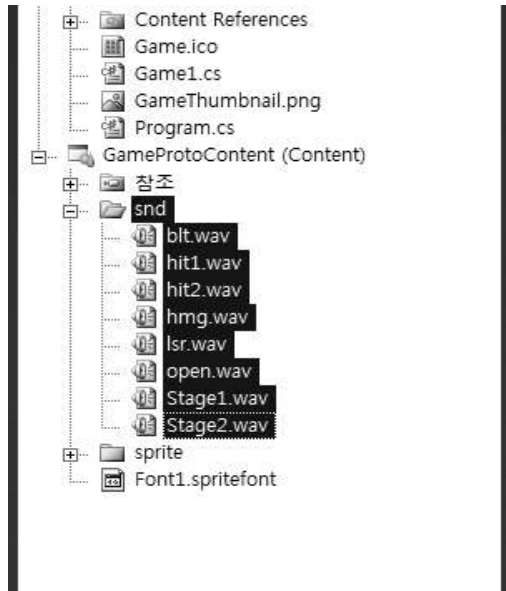 Content References
Game.ico
Game1.cs
GameThumbnail.png
Program.cs
GameProtoContent (Content)
참조
snd
blt.wav
hit1.wav
hit2.wav
hmg.wav
lsr.wav
open.wav
Stage1.wav
Stage2.wav
sprite
Font1.spritefont